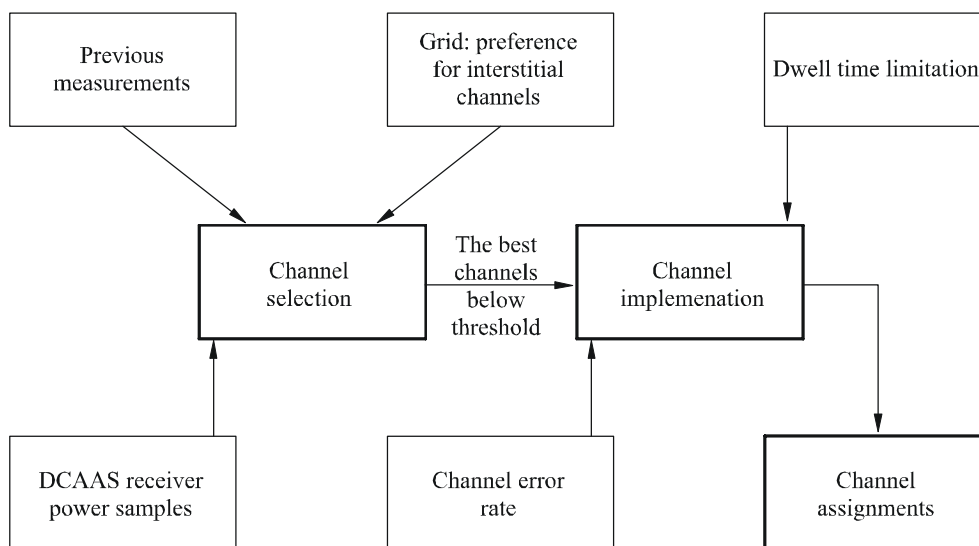 Previous
measurements
Grid: preference
for interstitial
channels
Dwell time limitation
Channel
selection
The best
channels
below
threshold
Channel
implemenation
DCAAS receiver
power samples
Channel error
rate
Channel
assignments